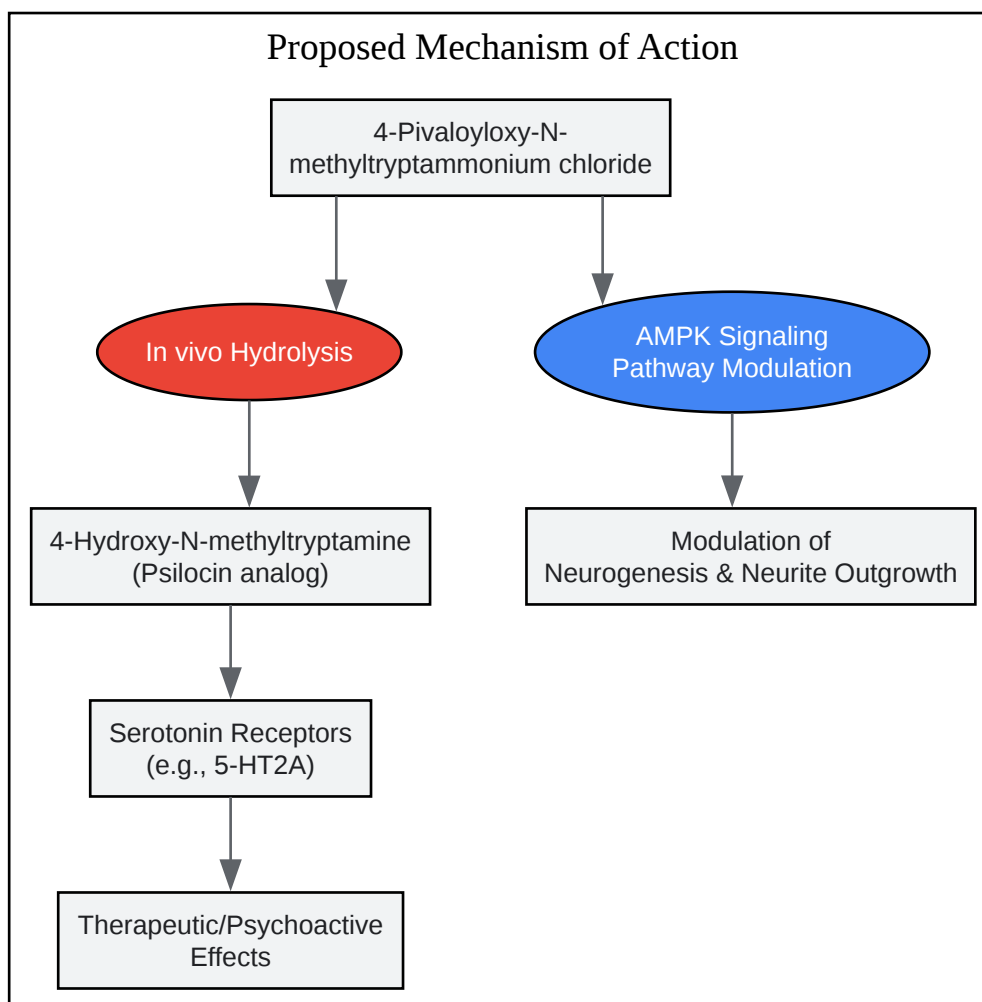 Proposed Mechanism of Action
4-Pivaloyloxy-N-
methyltryptammonium chloride
In vivo Hydrolysis
AMPK Signaling
Pathway Modulation
4-Hydroxy-N-methyltryptamine
(Psilocin analog)
Modulation of
Neurogenesis & Neurite Outgrowth
Serotonin Receptors
(e.g., 5-HT2A)
Therapeutic/Psychoactive
Effects